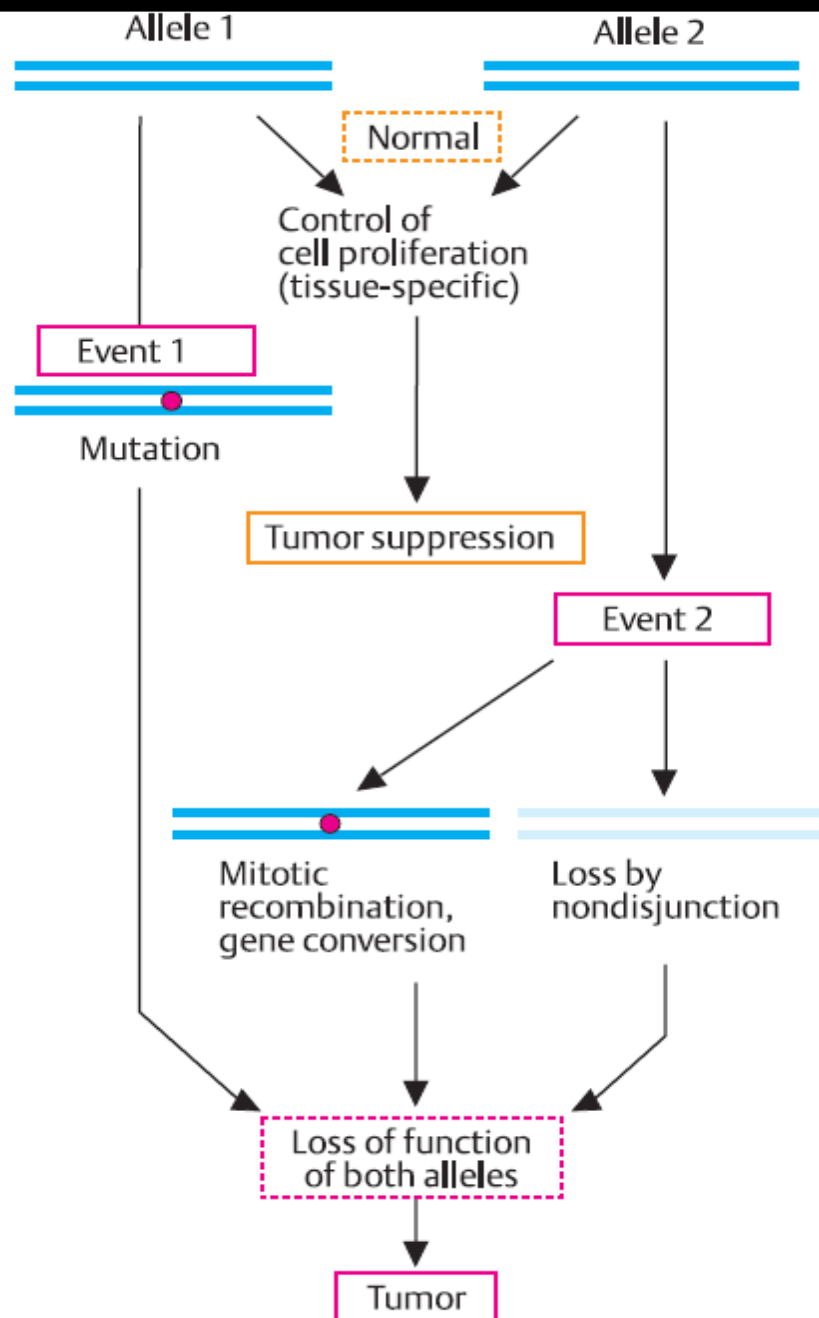 Allele 1
Allele 2
Normal
Control of
cell proliferation
(tissue-specific)
Event 1
Mutation
Tumor suppression
Event 2
Mitotic
recombination,
gene conversion
Loss by
nondisjunction
Loss of function
of both alleles
Tumor